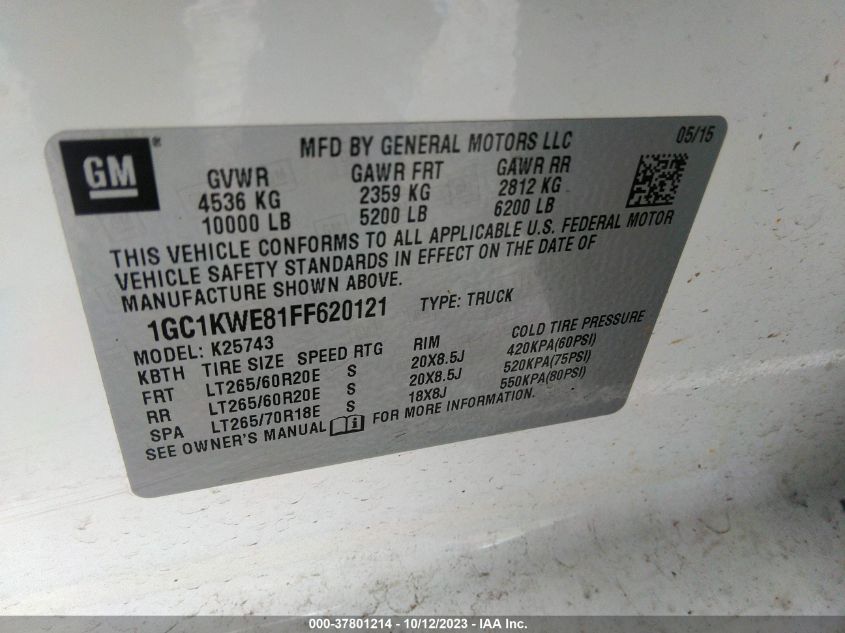 GM®
MFD BY GENERAL MOTORS LLC
05/15
GVWR GAWR FRT GAWR RR
4536 KG 2359 KG 2812 KG
10000 LB 5200 LB 6200 LB
THIS VEHICLE CONFORMS TO ALL APPLICABLE U.S. FEDERAL MOTOR
VEHICLE SAFETY STANDARDS IN EFFECT ON THE DATE OF
MANUFACTURE SHOWN ABOVE.
1GC1KWE81FF620121 TYPE: TRUCK
MODEL: K25743
KBTH TIRE SIZE SPEED RTG RIM COLD TIRE PRESSURE
FRT LT265/60R20E S 20X8.5J 420KPA(60PSI)
RR LT265/60R20E S 20X8.5J 520KPA(75PSI)
SPA LT265/70R18E S 18X8J 550KPA(80PSI)
SEE OWNER'S MANUAL FOR MORE INFORMATION.
000-37801214 - 10/12/2023 - IAA Inc.